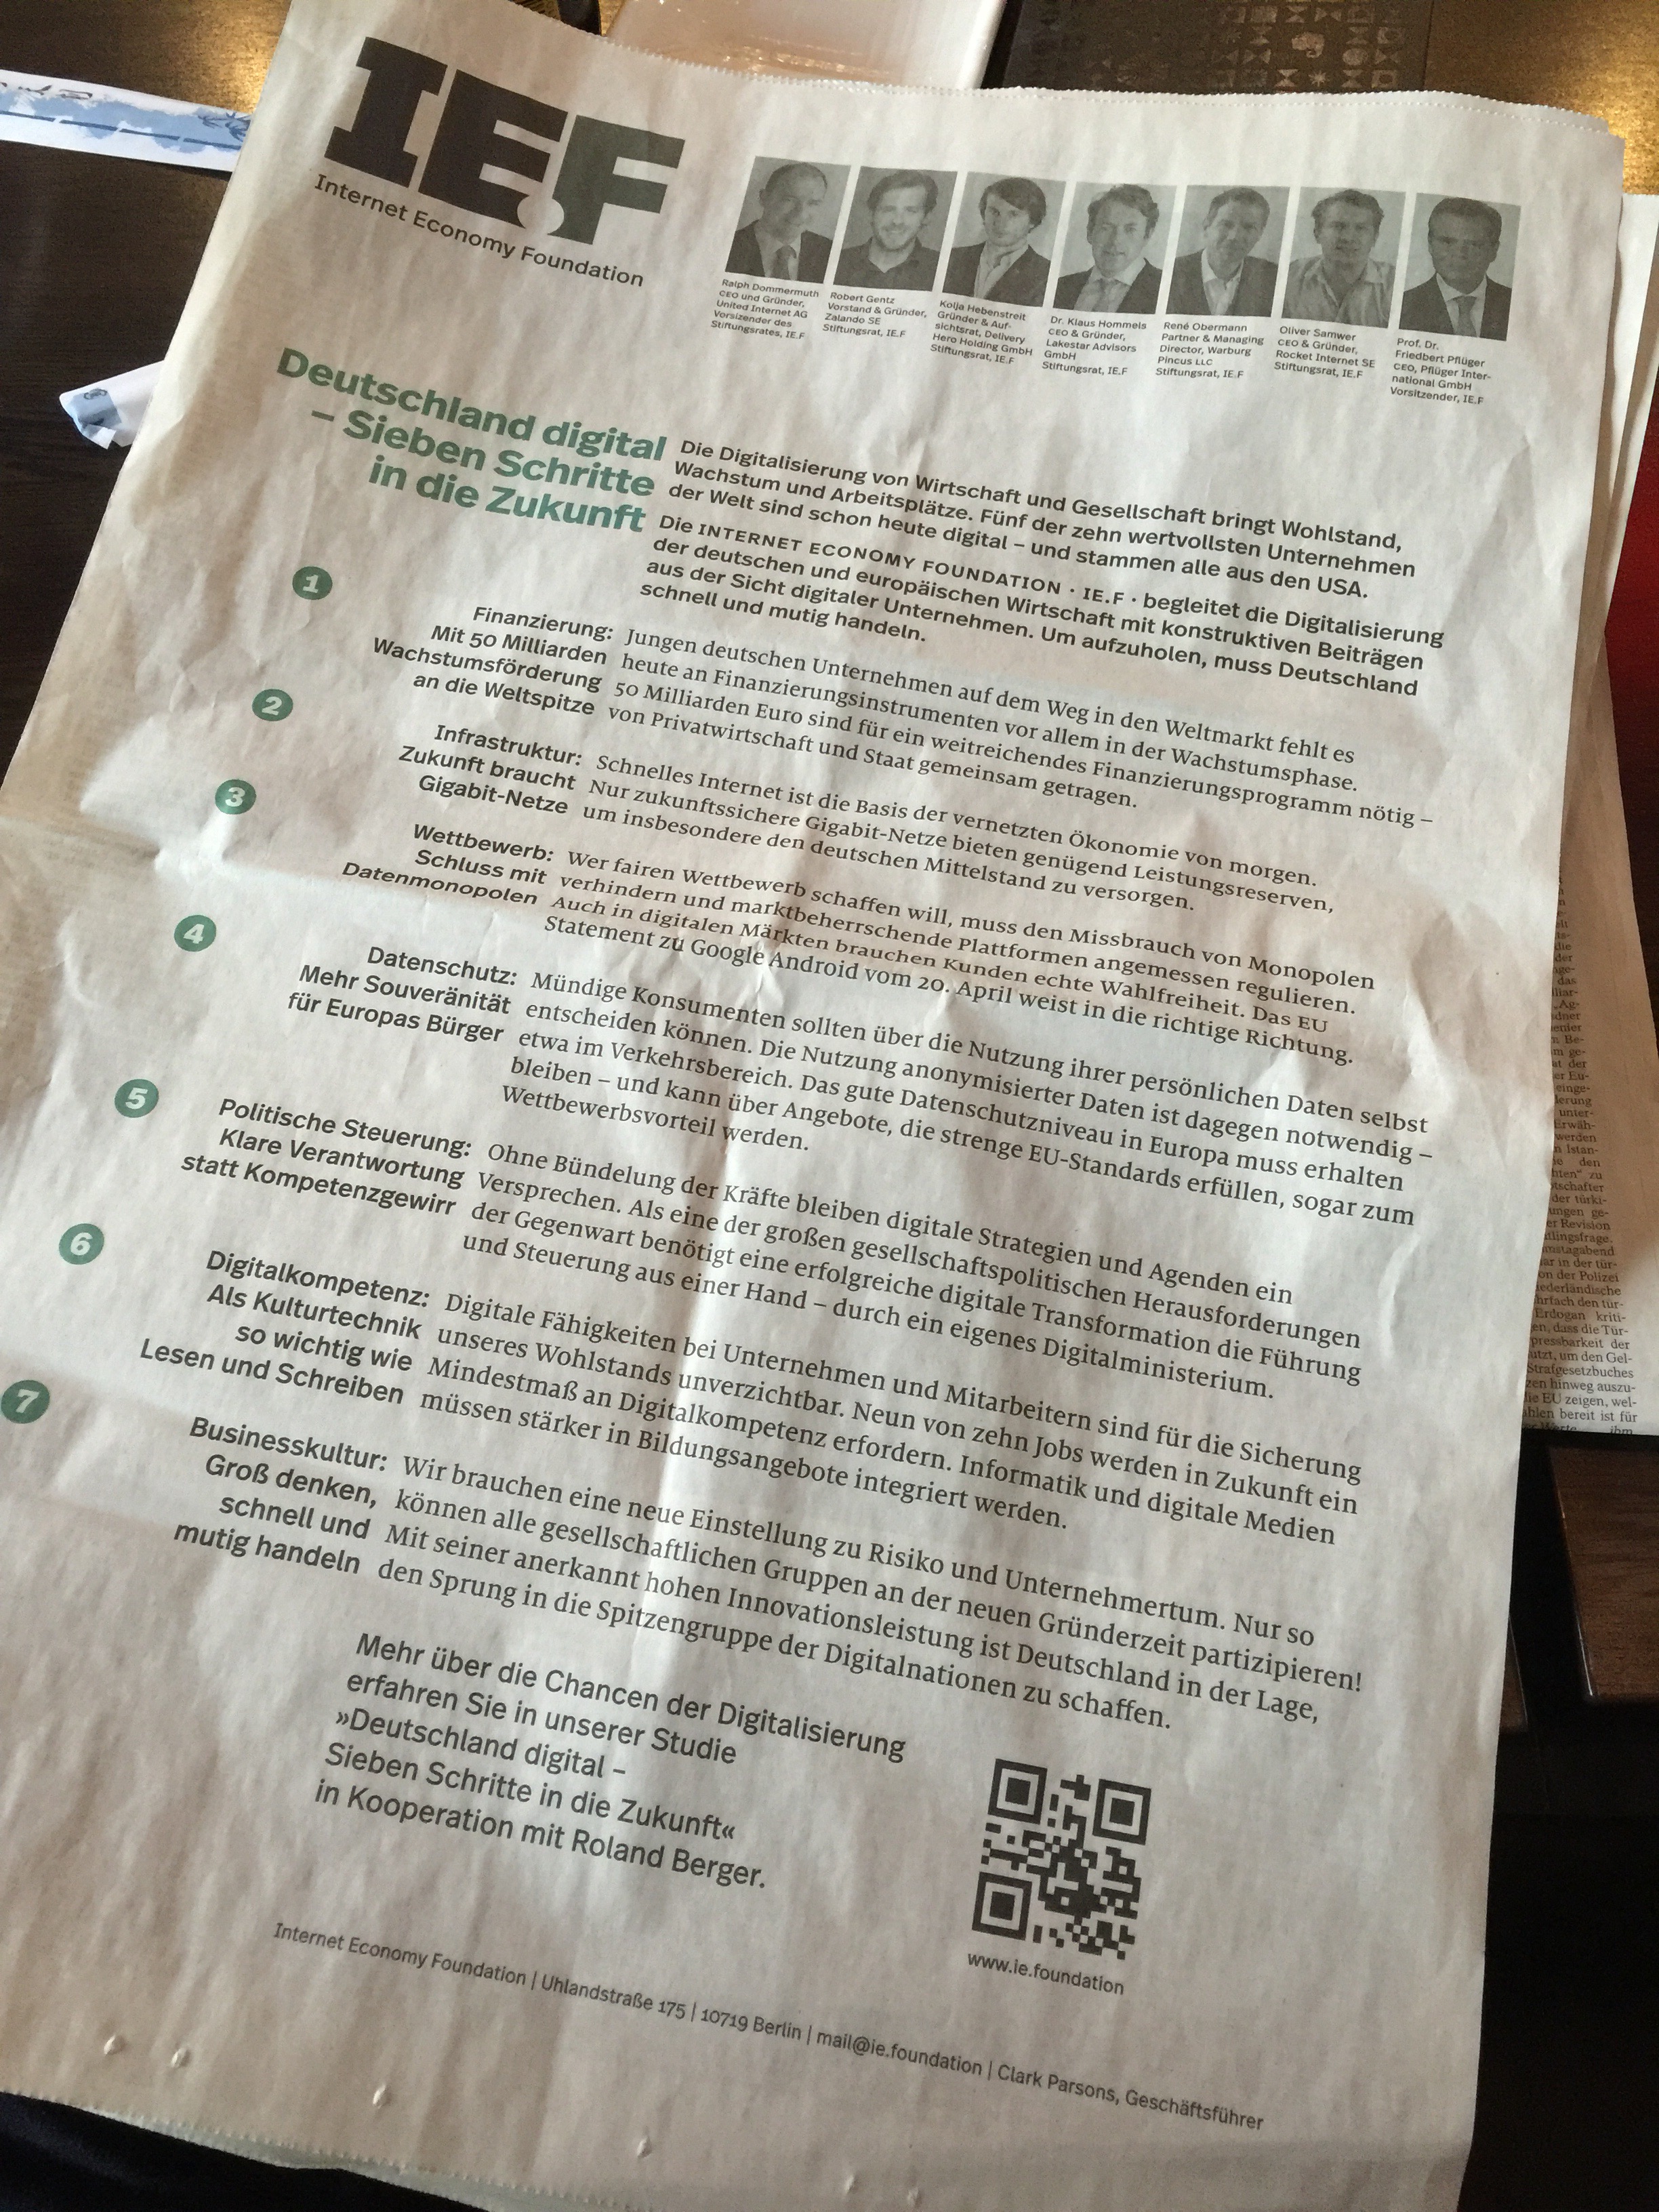 IE.F
Internet Economy Foundation
Ralph Dommermuth
CEO und Gründer,
United Internet AG
Vorsizender des
Stiftungsrates, IE.F
Robert Gentz
Vorstand & Gründer,
Zalando SE
Stiftungsrat, IE.F
Kolja Hebenstreit
Gründer & Auf-
sichtsrat, Delivery
Hero Holding GmbH
Stiftungsrat, IE.F
Dr. Klaus Hommels
CEO & Gründer,
Lakestar Advisors
GmbH
Stiftungsrat, IE.F
René Obermann
Partner & Managing
Director, Warburg
Pincus LLC
Stiftungsrat, IE.F
Oliver Samwer
CEO & Gründer,
Rocket Internet SE
Stiftungsrat, IE.F
Prof. Dr.
Friedbert Pflüger
CEO, Pflüger Inter-
national GmbH
Vorsitzender, IE.F
Deutschland digital
– Sieben Schritte
in die Zukunft
Die Digitalisierung von Wirtschaft und Gesellschaft bringt Wohlstand,
Wachstum und Arbeitsplätze. Fünf der zehn wertvollsten Unternehmen
der Welt sind schon heute digital – und stammen alle aus den USA.
Die INTERNET ECONOMY FOUNDATION · IE.F · begleitet die Digitalisierung
der deutschen und europäischen Wirtschaft mit konstruktiven Beiträgen
aus der Sicht digitaler Unternehmen. Um aufzuholen, muss Deutschland
schnell und mutig handeln.
1
Finanzierung:
Mit 50 Milliarden
Wachstumsförderung
an die Weltspitze
Jungen deutschen Unternehmen auf dem Weg in den Weltmarkt fehlt es
heute an Finanzierungsinstrumenten vor allem in der Wachstumsphase.
50 Milliarden Euro sind für ein weitreichendes Finanzierungsprogramm nötig –
von Privatwirtschaft und Staat gemeinsam getragen.
2
Infrastruktur:
Zukunft braucht
Gigabit-Netze
Schnelles Internet ist die Basis der vernetzten Ökonomie von morgen.
Nur zukunftssichere Gigabit-Netze bieten genügend Leistungsreserven,
um insbesondere den deutschen Mittelstand zu versorgen.
3
Wettbewerb:
Schluss mit
Datenmonopolen
Wer fairen Wettbewerb schaffen will, muss den Missbrauch von Monopolen
verhindern und marktbeherrschende Plattformen angemessen regulieren.
Auch in digitalen Märkten brauchen Kunden echte Wahlfreiheit. Das EU
Statement zu Google Android vom 20. April weist in die richtige Richtung.
4
Datenschutz:
Mehr Souveränität
für Europas Bürger
Mündige Konsumenten sollten über die Nutzung ihrer persönlichen Daten selbst
entscheiden können. Die Nutzung anonymisierter Daten ist dagegen notwendig –
etwa im Verkehrsbereich. Das gute Datenschutzniveau in Europa muss erhalten
bleiben – und kann über Angebote, die strenge EU-Standards erfüllen, sogar zum
Wettbewerbsvorteil werden.
5
Politische Steuerung:
Klare Verantwortung
statt Kompetenzgewirr
Ohne Bündelung der Kräfte bleiben digitale Strategien und Agenden ein
Versprechen. Als eine der großen gesellschaftspolitischen Herausforderungen
der Gegenwart benötigt eine erfolgreiche digitale Transformation die Führung
und Steuerung aus einer Hand – durch ein eigenes Digitalministerium.
6
Digitalkompetenz:
Als Kulturtechnik
so wichtig wie
Lesen und Schreiben
Digitale Fähigkeiten bei Unternehmen und Mitarbeitern sind für die Sicherung
unseres Wohlstands unverzichtbar. Neun von zehn Jobs werden in Zukunft ein
Mindestmaß an Digitalkompetenz erfordern. Informatik und digitale Medien
müssen stärker in Bildungsangebote integriert werden.
7
Businesskultur:
Groß denken,
schnell und
mutig handeln
Wir brauchen eine neue Einstellung zu Risiko und Unternehmertum. Nur so
können alle gesellschaftlichen Gruppen an der neuen Gründerzeit partizipieren!
Mit seiner anerkannt hohen Innovationsleistung ist Deutschland in der Lage,
den Sprung in die Spitzengruppe der Digitalnationen zu schaffen.
Mehr über die Chancen der Digitalisierung
erfahren Sie in unserer Studie
»Deutschland digital –
Sieben Schritte in die Zukunft«
in Kooperation mit Roland Berger.
www.ie.foundation
Internet Economy Foundation | Uhlandstraße 175 | 10719 Berlin | mail@ie.foundation | Clark Parsons, Geschäftsführer